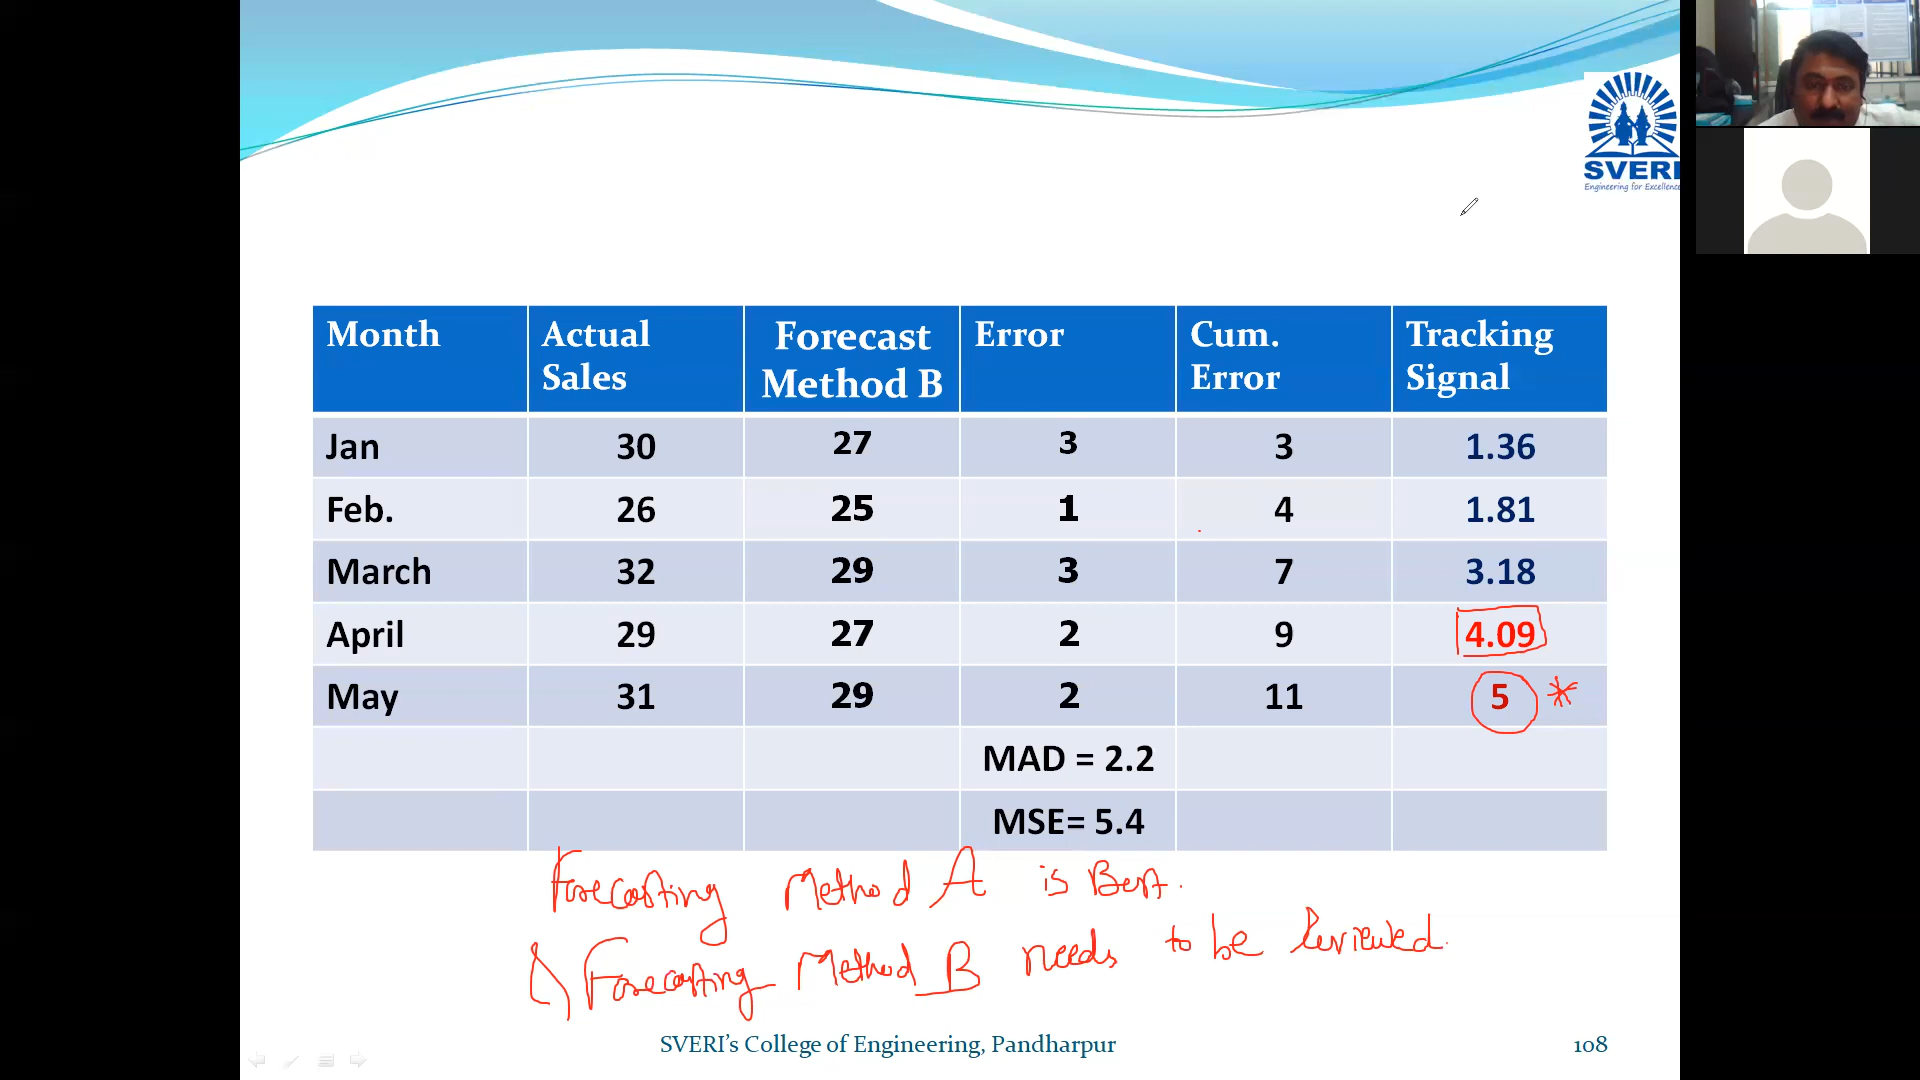 SVERI
Engineering for Excellence
Month Actual Sales Forecast Method B Error Cum. Error Tracking Signal
Jan 30 27 3 3 1.36
Feb. 26 25 1 4 1.81
March 32 29 3 7 3.18
April 29 27 2 9 4.09
May 31 29 2 11 5 *
MAD = 2.2
MSE= 5.4
Forecasting Method A is Best.
& Forecasting Method B needs to be Reviewed.
SVERI’s College of Engineering, Pandharpur 108